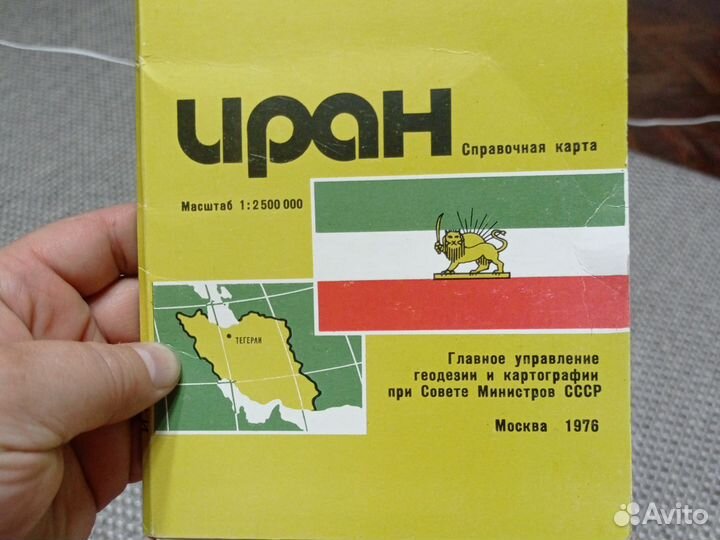 иран
Справочная карта
Масштаб 1:2 500 000
ТЕГЕРАН
Главное управление
геодезии и картографии
при Совете Министров СССР
Москва 1976
Avito